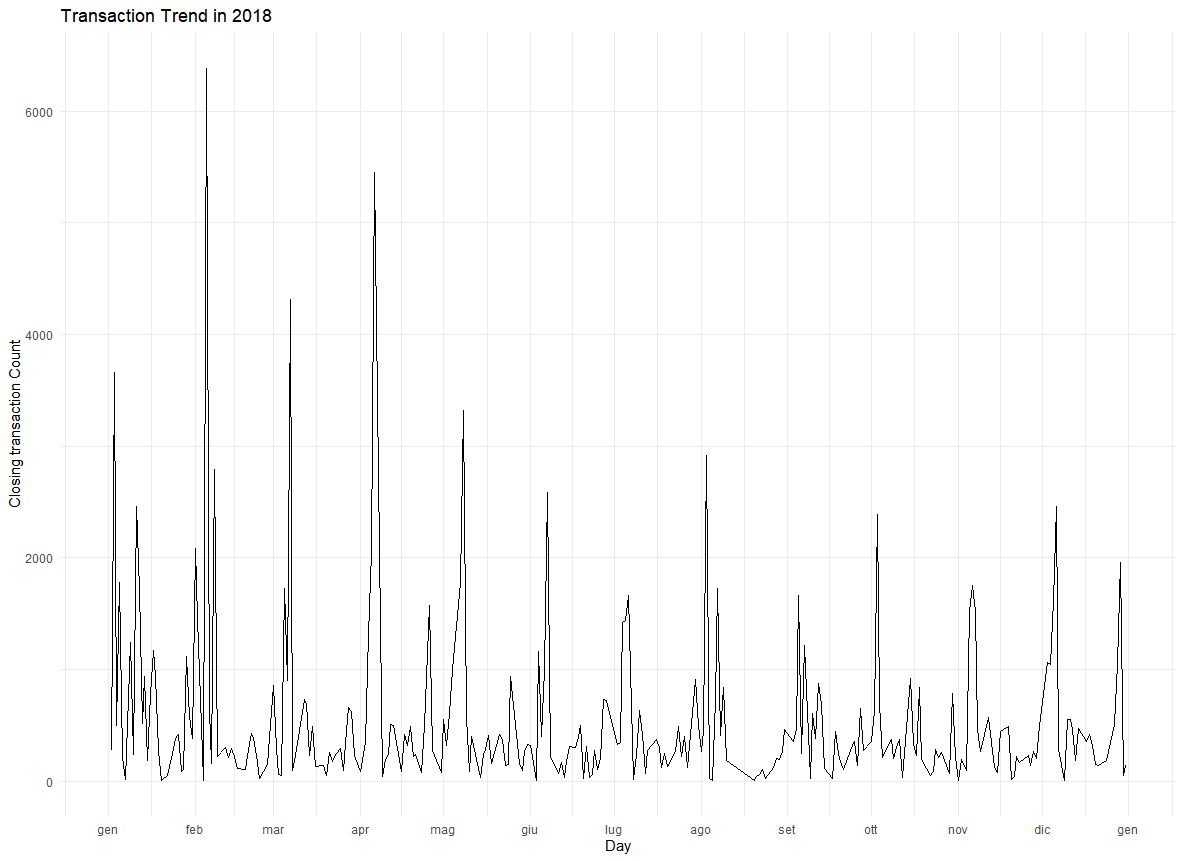 Transaction Trend in 2018
Closing transaction Count
6000
4000
2000
0
gen feb mar apr mag giu lug ago set ott nov dic gen
Day